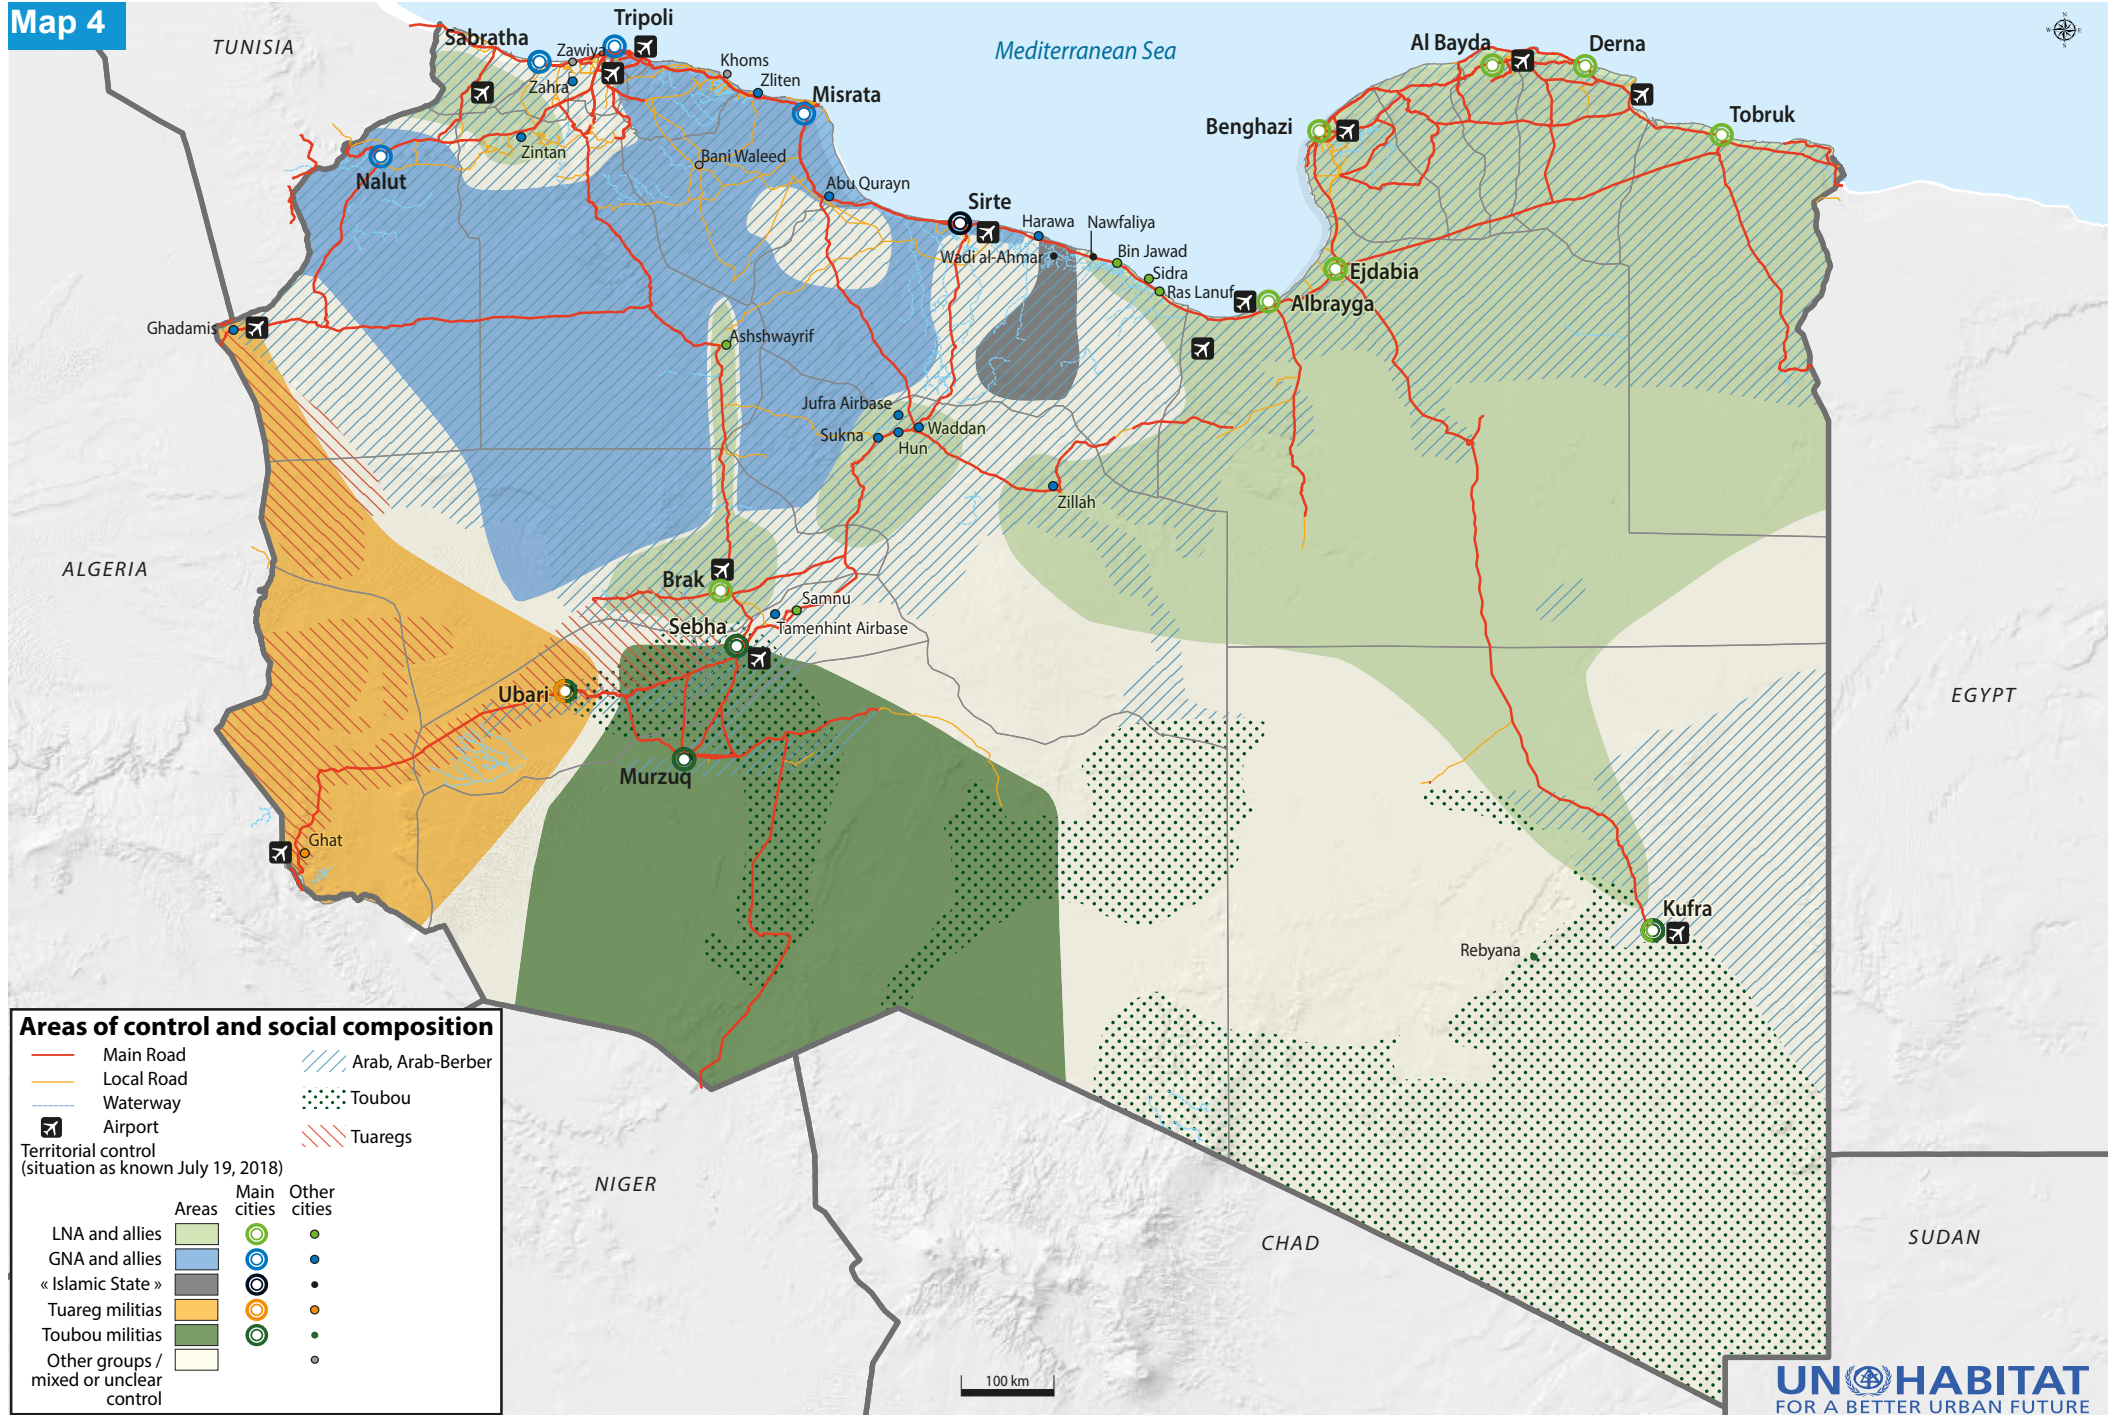 Map 4
TUNISIA
Sabratha
Tripoli
Zawiya
Zahra
Khoms
Zliten
Misrata
Mediterranean Sea
Al Bayda
Derna
Benghazi
Tobruk
N
W
E
S
Zintan
Nalut
Bani Waleed
Abu Qurayn
Sirte
Harawa
Nawfaliya
Wadi al-Ahmar
Bin Jawad
Sidra
Ras Lanuf
Ejdabia
Albrayga
Ghadamis
Ashshwayrif
Jufra Airbase
Sukna
Waddan
Hun
Zillah
ALGERIA
Brak
Samnu
Sebha
Tamenhint Airbase
Ubari
Murzuq
EGYPT
Ghat
Kufra
Rebyana
NIGER
CHAD
SUDAN
Areas of control and social composition
Main Road
Local Road
Waterway
Airport
Arab, Arab-Berber
Toubou
Tuaregs
Territorial control
(situation as known July 19, 2018)
Areas
Main cities
Other cities
LNA and allies
GNA and allies
« Islamic State »
Tuareg militias
Toubou militias
Other groups /
mixed or unclear
control
100 km
UN HABITAT
FOR A BETTER URBAN FUTURE